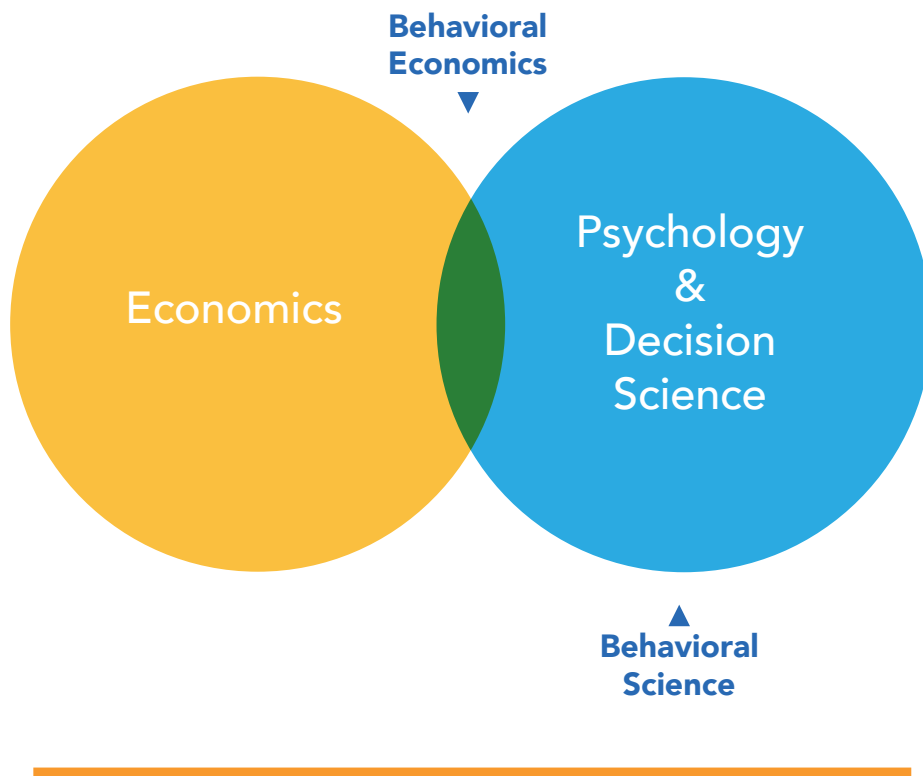 Behavioral
Economics
Economics
Psychology
&
Decision
Science
Behavioral
Science